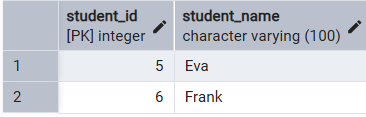 student_id student_name
[PK] integer character varying (100)
1 5 Eva
2 6 Frank